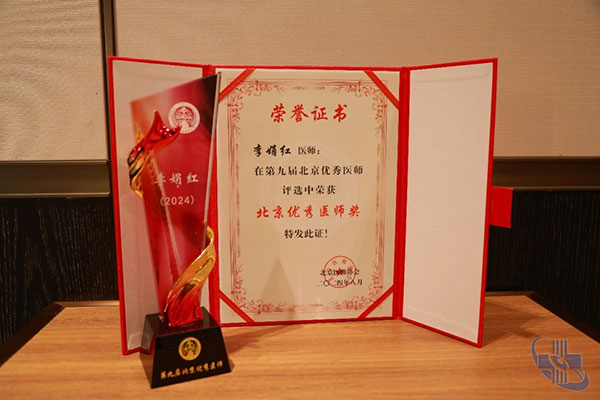 李娟红
(2024)
第九届北京优秀医师
荣誉证书
李娟红 医师：
在第九届北京优秀医师
评选中荣获
北京优秀医师奖
特发此证！
北京医师协会
二〇二四年八月